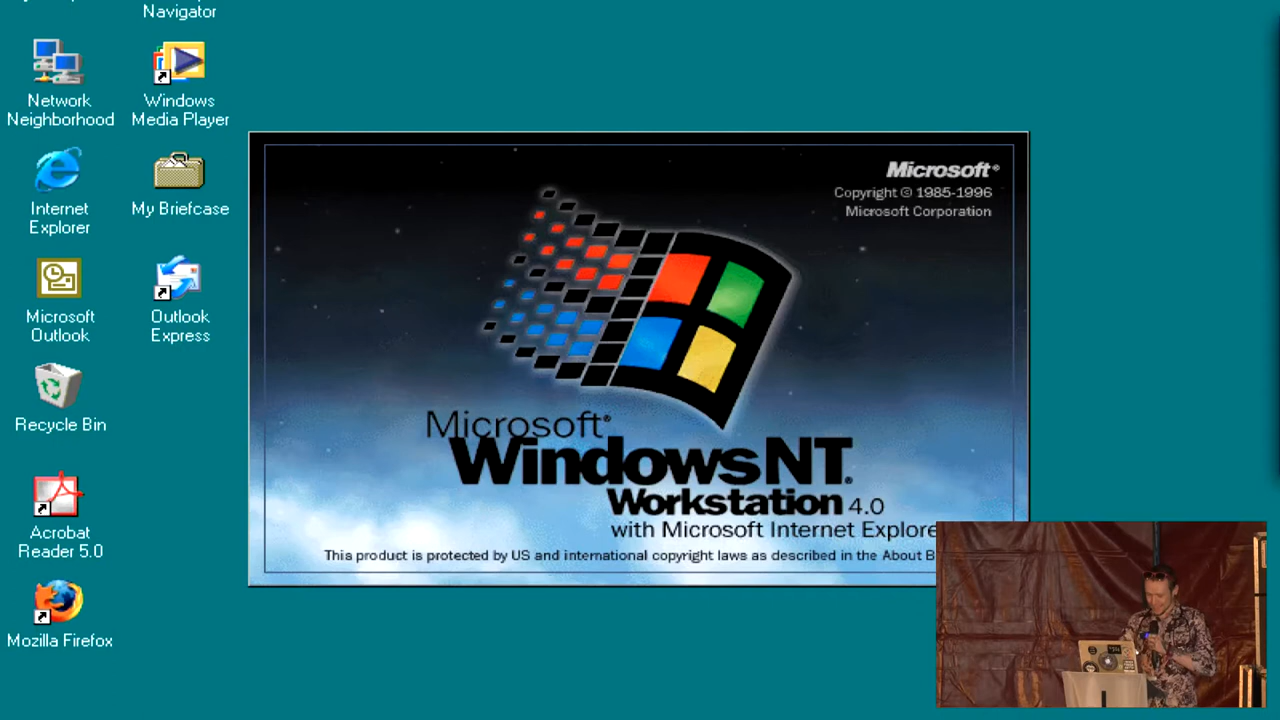 Navigator
Network
Neighborhood
Windows
Media Player
Internet
Explorer
My Briefcase
Microsoft
Outlook
Outlook
Express
Recycle Bin
Acrobat
Reader 5.0
Mozilla Firefox
Microsoft®
Copyright © 1985-1996
Microsoft Corporation
Microsoft®
Windows NT®
Workstation 4.0
with Microsoft Internet Explore
This product is protected by US and international copyright laws as described in the About B